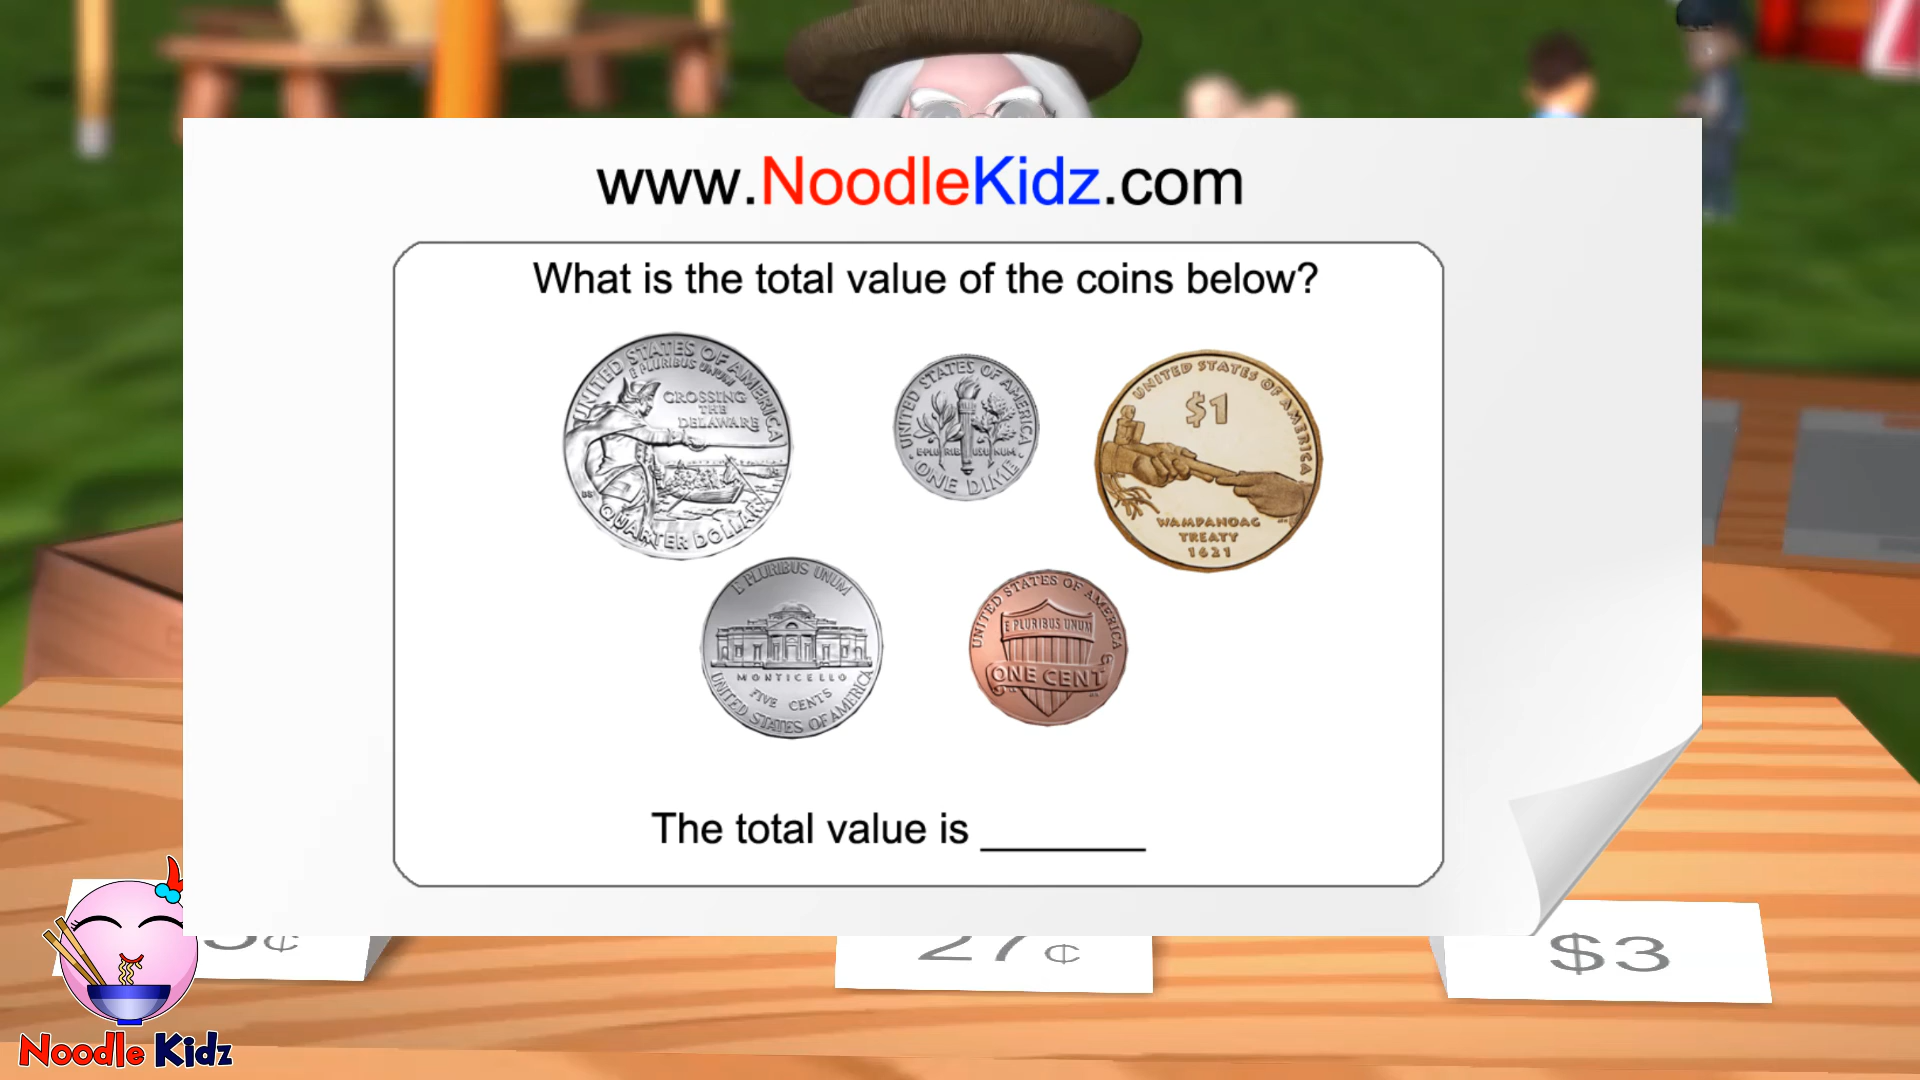 www.NoodleKidz.com
What is the total value of the coins below?
UNITED STATES OF AMERICA
E PLURIBUS UNUM
CROSSING
THE
DELAWARE
QUARTER DOLLAR
UNITED STATES OF AMERICA
E PLURIBUS UNUM
ONE DIME
UNITED STATES OF AMERICA
$1
WAMPANOAG
TREATY
1621
E PLURIBUS UNUM
MONTICELLO
FIVE CENTS
UNITED STATES OF AMERICA
UNITED STATES OF AMERICA
E PLURIBUS UNUM
ONE CENT
The total value is ________
27¢
$3
Noodle Kidz